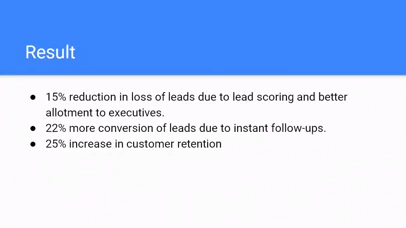 Result
● 15% reduction in loss of leads due to lead scoring and better
allotment to executives.
● 22% more conversion of leads due to instant follow-ups.
● 25% increase in customer retention